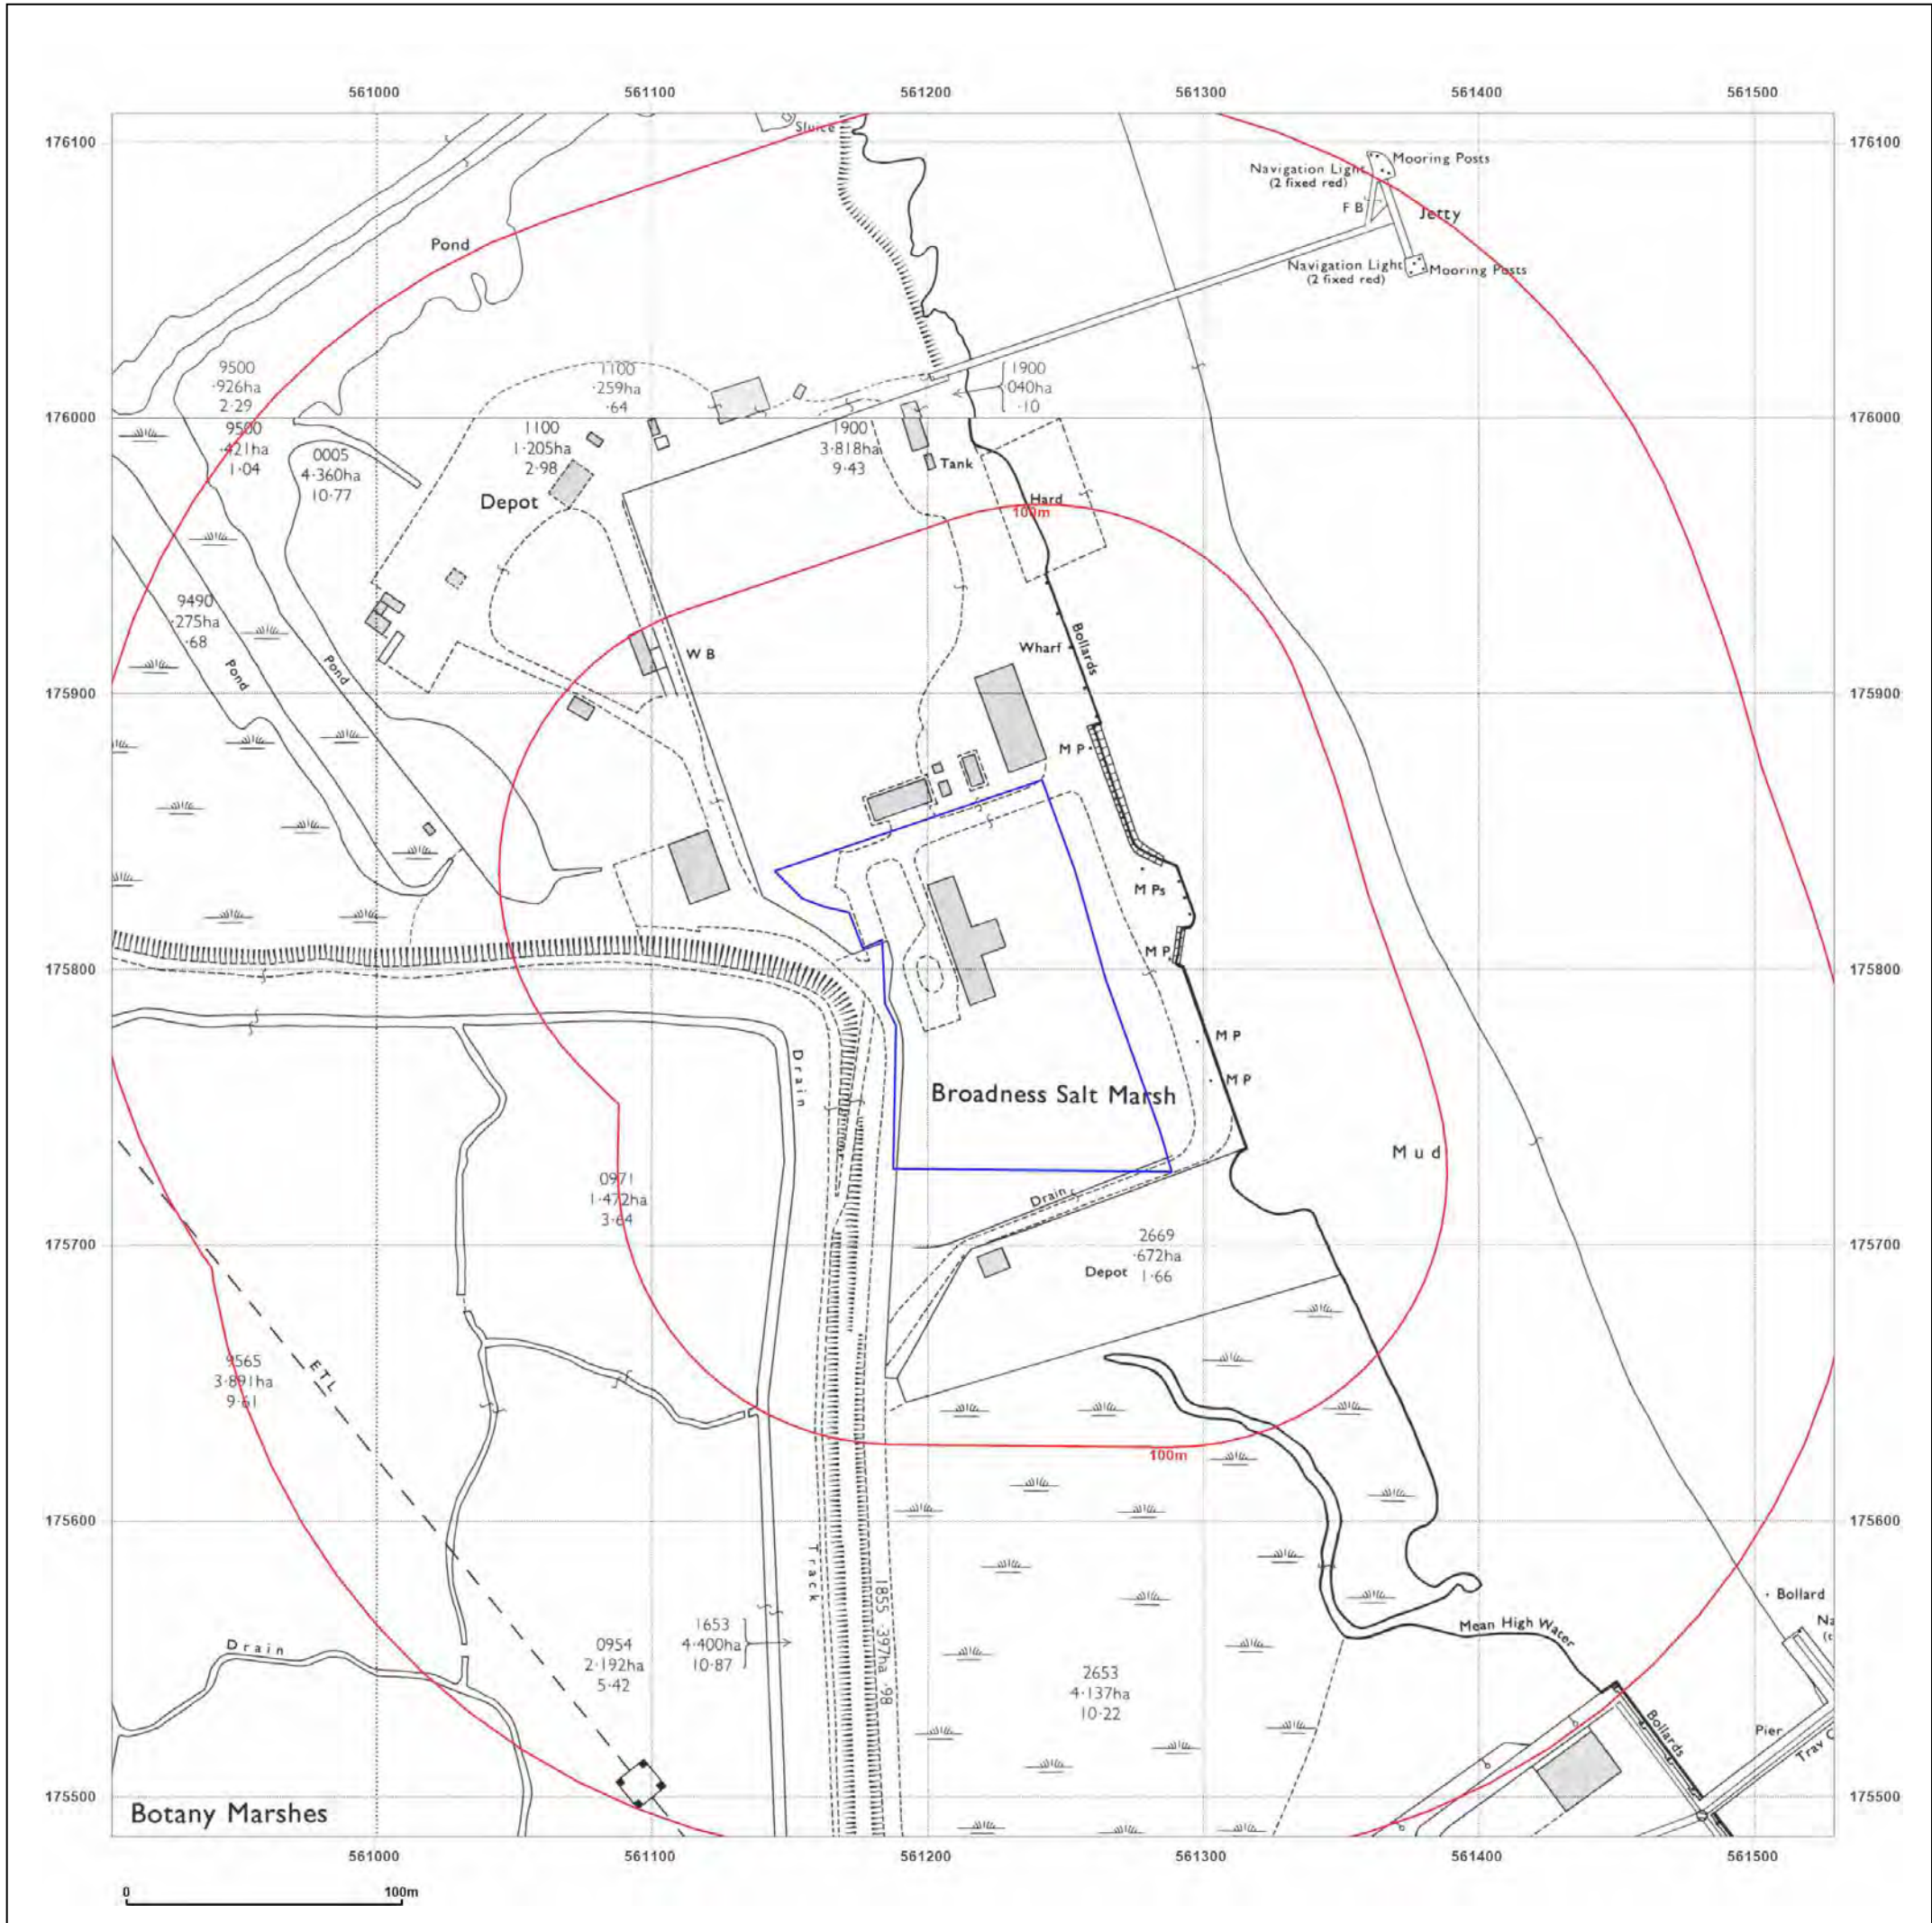 561000
561100
561200
561300
561400
561500
176100
176100
Sluice
Navigation Light
(2 fixed red)
Mooring Posts
F B
Jetty
Pond
Navigation Light
(2 fixed red)
Mooring Posts
9500
·926ha
2·29
1100
·259ha
·64
1900
·040ha
·10
176000
176000
9500
·421ha
1·04
0005
4·360ha
10·77
1100
1·205ha
2·98
1900
3·818ha
9·43
Tank
Depot
Hard
100m
9490
·275ha
·68
Pond
Pond
W B
Wharf
Bollards
175900
175900
M P
M Ps
M P
175800
175800
Drain
M P
M P
Broadness Salt Marsh
Mud
0971
1·472ha
3·64
Drain
175700
175700
2669
·672ha
1·66
Depot
9565
3·891ha
9·61
ETL
100m
175600
175600
Track
1855 ·397ha ·98
Bollard
Na
Mean High Water
Drain
0954
2·192ha
5·42
1653
4·400ha
10·87
2653
4·137ha
10·22
Bollards
Pier
Trav C
175500
175500
Botany Marshes
561000
561100
561200
561300
561400
561500
0
100m